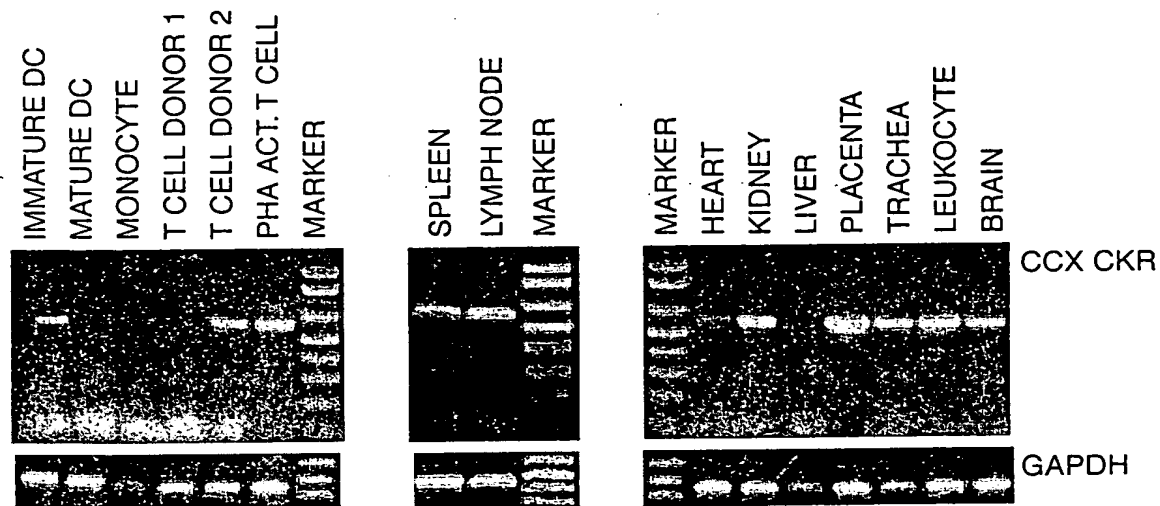 IMMATURE DC
MATURE DC
MONOCYTE
T CELL DONOR 1
T CELL DONOR 2
PHA ACT. T CELL
MARKER
SPLEEN
LYMPH NODE
MARKER
MARKER
HEART
KIDNEY
LIVER
PLACENTA
TRACHEA
LEUKOCYTE
BRAIN
CCX CKR
GAPDH